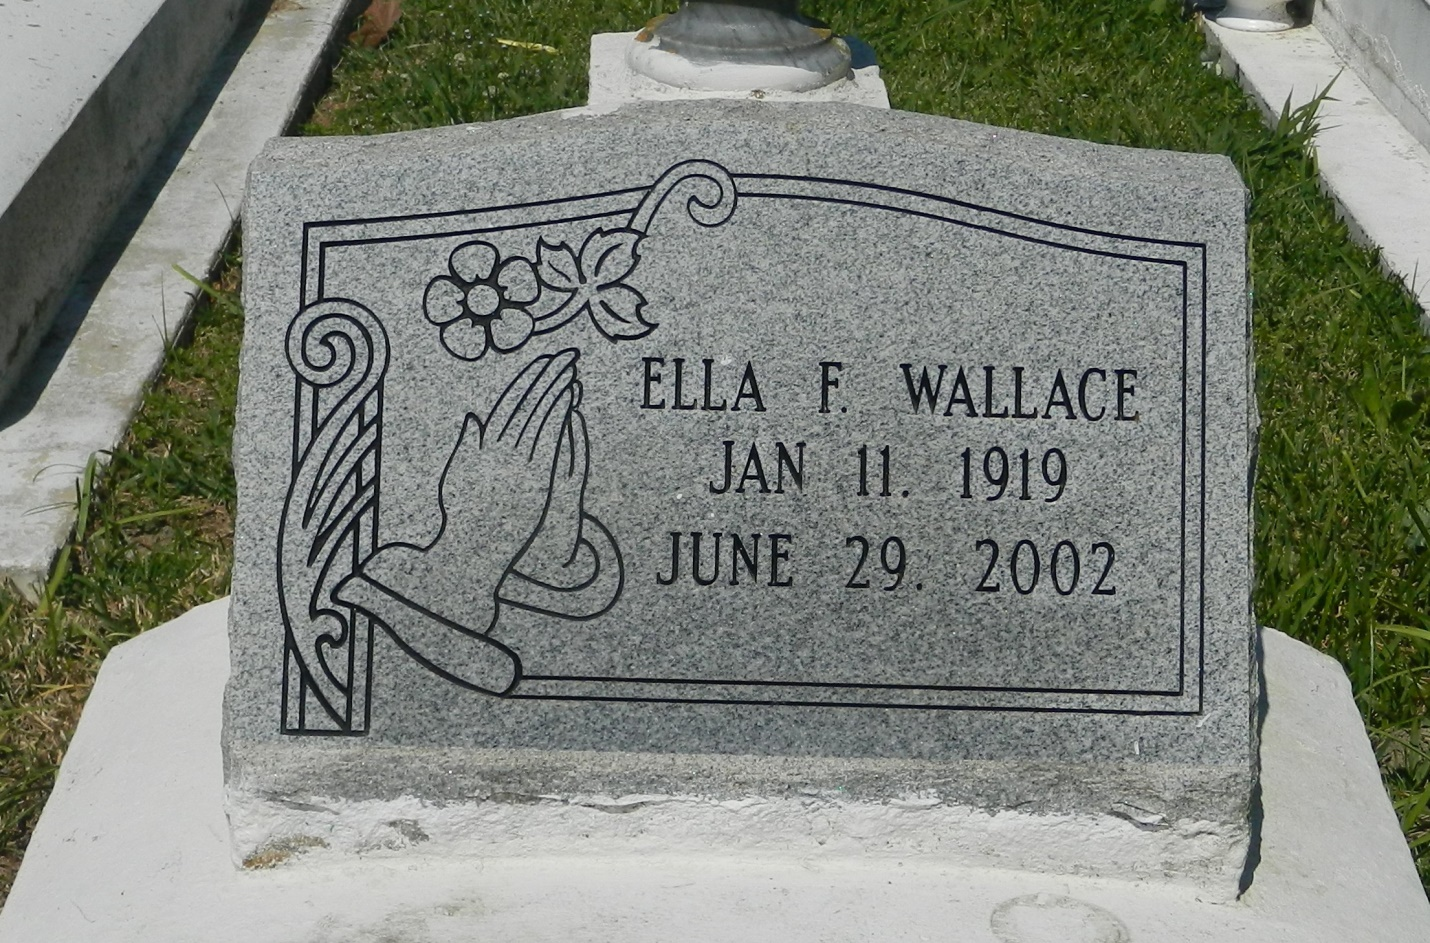 ELLA F. WALLACE
JAN 11. 1919
JUNE 29. 2002